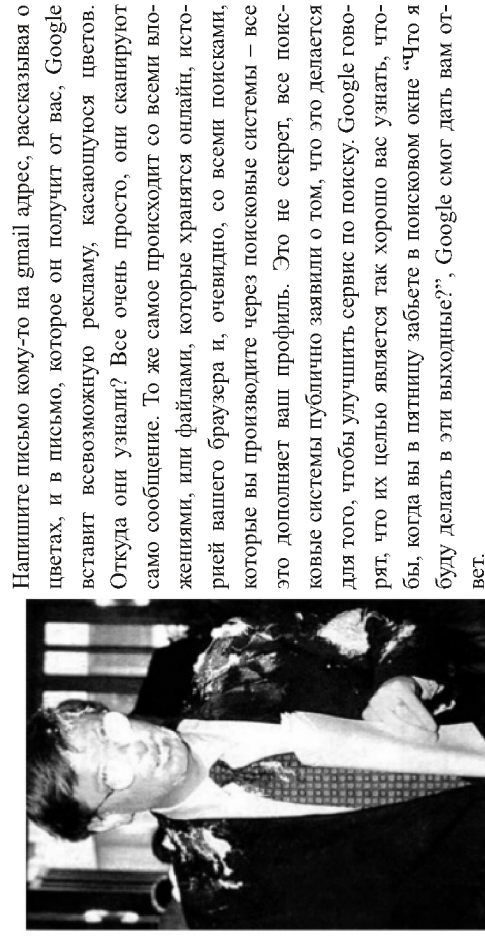 Напишите письмо кому-то на gmail адрес, рассказывая о
цветах, и в письмо, которое он получит от вас, Google
вставит всевозможную рекламу, касающуюся цветов.
Откуда они узнали? Все очень просто, они сканируют
само сообщение. То же самое происходит со всеми вло-
жениями, или файлами, которые хранятся онлайн, исто-
рией вашего браузера и, очевидно, со всеми поисками,
которые вы производите через поисковые системы – все
это дополняет ваш профиль. Это не секрет, все поис-
ковые системы публично заявили о том, что это делается
для того, чтобы улучшить сервис по поиску. Google гово-
рят, что их целью является так хорошо вас узнать, что-
бы, когда вы в пятницу забьете в поисковом окне “Что я
буду делать в эти выходные?”, Google смог дать вам от-
вет.